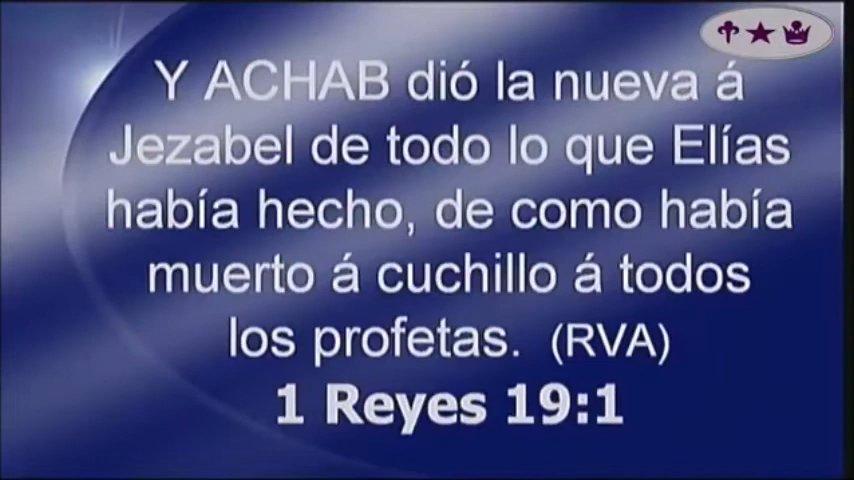 Y ACHAB dió la nueva á
Jezabel de todo lo que Elías
había hecho, de como había
muerto á cuchillo á todos
los profetas. (RVA)
1 Reyes 19:1